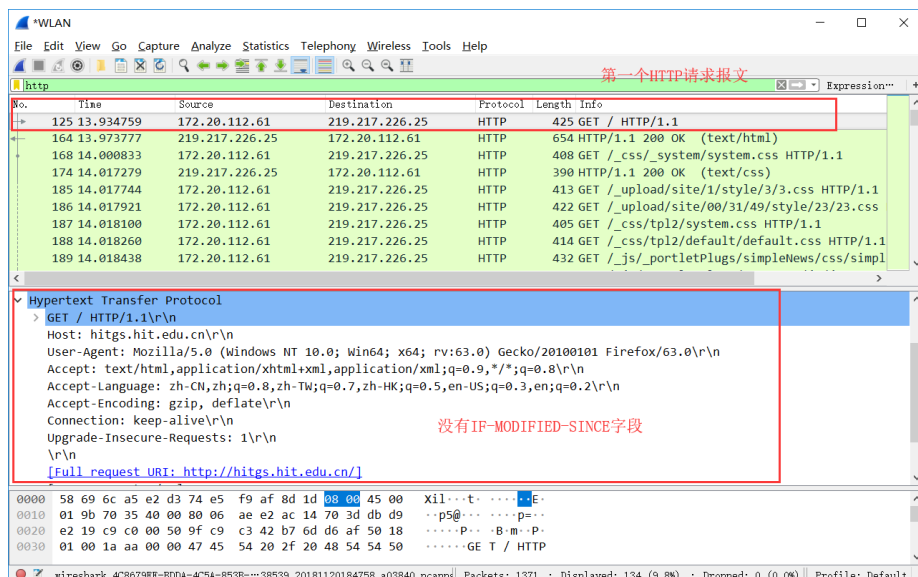 *WLAN
File Edit View Go Capture Analyze Statistics Telephony Wireless Tools Help
第一个HTTP请求报文
http
Expression…
No. Time Source Destination Protocol Length Info
125 13.934759 172.20.112.61 219.217.226.25 HTTP 425 GET / HTTP/1.1
164 13.973777 219.217.226.25 172.20.112.61 HTTP 654 HTTP/1.1 200 OK (text/html)
168 14.000833 172.20.112.61 219.217.226.25 HTTP 408 GET /_css/_system/system.css HTTP/1.1
174 14.017279 219.217.226.25 172.20.112.61 HTTP 390 HTTP/1.1 200 OK (text/css)
185 14.017744 172.20.112.61 219.217.226.25 HTTP 413 GET /_upload/site/1/style/3/3.css HTTP/1.1
186 14.017921 172.20.112.61 219.217.226.25 HTTP 422 GET /_upload/site/00/31/49/style/23/23.css
187 14.018100 172.20.112.61 219.217.226.25 HTTP 405 GET /_css/tpl2/system.css HTTP/1.1
188 14.018260 172.20.112.61 219.217.226.25 HTTP 414 GET /_css/tpl2/default/default.css HTTP/1.1
189 14.018438 172.20.112.61 219.217.226.25 HTTP 432 GET /_js/_portletPlugs/simpleNews/css/simpl
Hypertext Transfer Protocol
GET / HTTP/1.1\r\n
Host: hitgs.hit.edu.cn\r\n
User-Agent: Mozilla/5.0 (Windows NT 10.0; Win64; x64; rv:63.0) Gecko/20100101 Firefox/63.0\r\n
Accept: text/html,application/xhtml+xml,application/xml;q=0.9,*/*;q=0.8\r\n
Accept-Language: zh-CN,zh;q=0.8,zh-TW;q=0.7,zh-HK;q=0.5,en-US;q=0.3,en;q=0.2\r\n
Accept-Encoding: gzip, deflate\r\n
Connection: keep-alive\r\n
Upgrade-Insecure-Requests: 1\r\n
没有IF-MODIFIED-SINCE字段
\r\n
[Full request URI: http://hitgs.hit.edu.cn/]
0000 58 69 6c a5 e2 d3 74 e5 f9 af 8d 1d 08 00 45 00 Xil···t· ······E·
0010 01 9b 70 35 40 00 80 06 ae e2 ac 14 70 3d db d9 ··p5@··· ····p=··
0020 e2 19 c9 c0 00 50 9f c9 c3 42 b7 6d d6 af 50 18 ·····P·· ·B·m··P·
0030 01 00 1a aa 00 00 47 45 54 20 2f 20 48 54 54 50 ······GE T / HTTP
Packets: 1371 · Displayed: 134 (9.8%) · Dropped: 0 (0.0%) Profile: Default